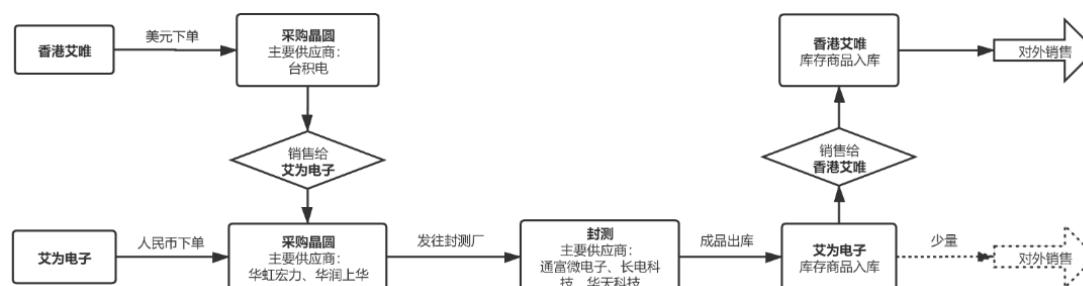 香港艾唯
美元下单
采购晶圆
主要供应商：
台积电
销售给
艾为电子
艾为电子
人民币下单
采购晶圆
主要供应商：
华虹宏力、华润上华
发往封测厂
封测
主要供应商：
通富微电子、长电科
技、华天科技
成品出库
艾为电子
库存商品入库
少量
对外销售
销售给
香港艾唯
香港艾唯
库存商品入库
对外销售